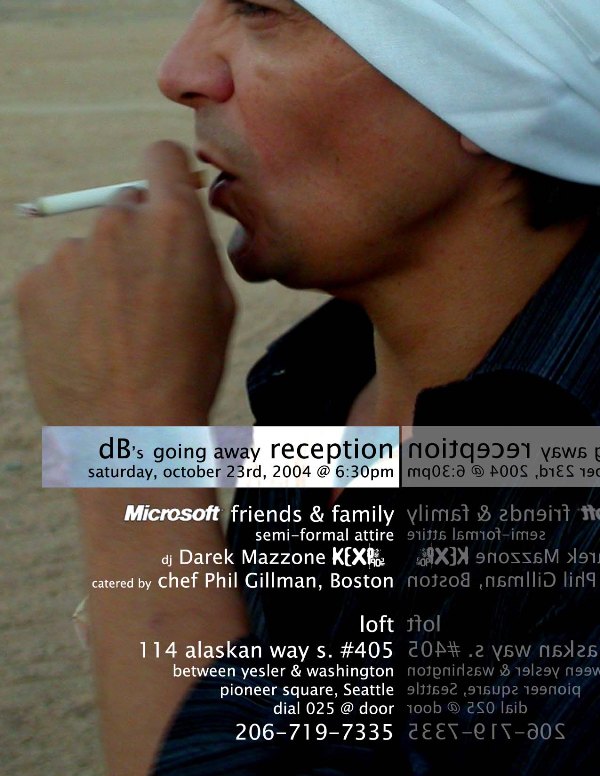 dB's going away reception
saturday, october 23rd, 2004 @ 6:30pm
Microsoft friends & family
semi-formal attire
dj Darek Mazzone KEXP 90.3
catered by chef Phil Gillman, Boston
loft
114 alaskan way s. #405
between yesler & washington
pioneer square, Seattle
dial 025 @ door
206-719-7335